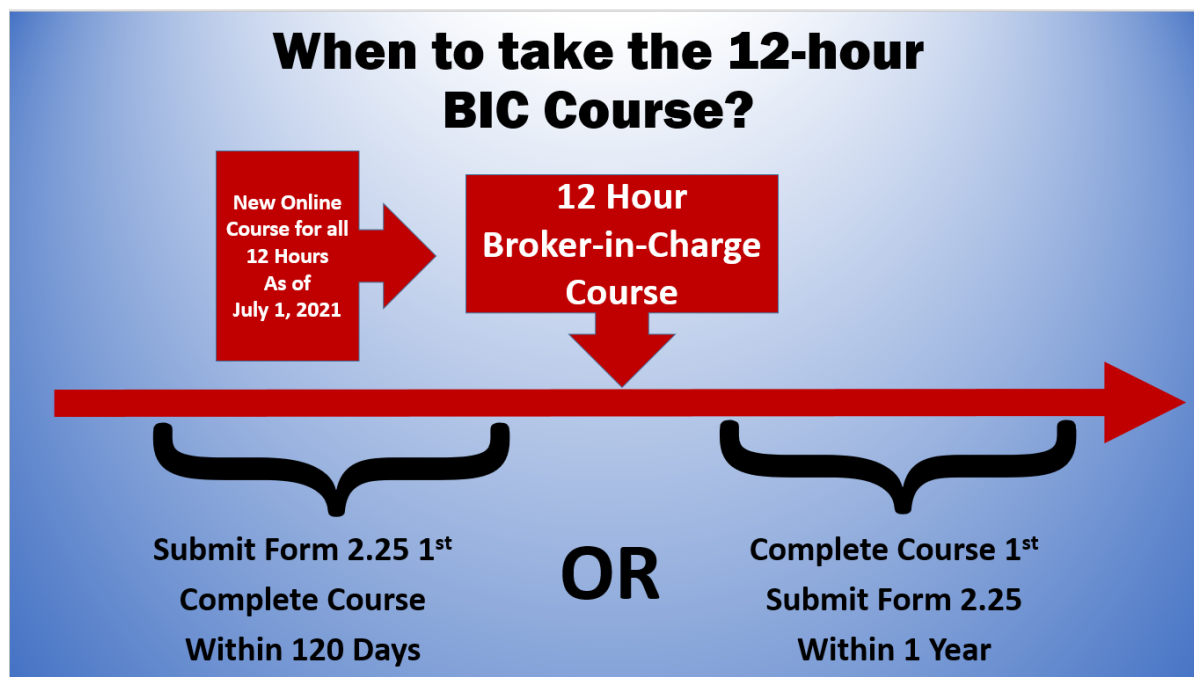 When to take the 12-hour
BIC Course?
New Online
Course for all
12 Hours
As of
July 1, 2021
12 Hour
Broker-in-Charge
Course
Submit Form 2.25 1st
Complete Course
Within 120 Days
OR
Complete Course 1st
Submit Form 2.25
Within 1 Year